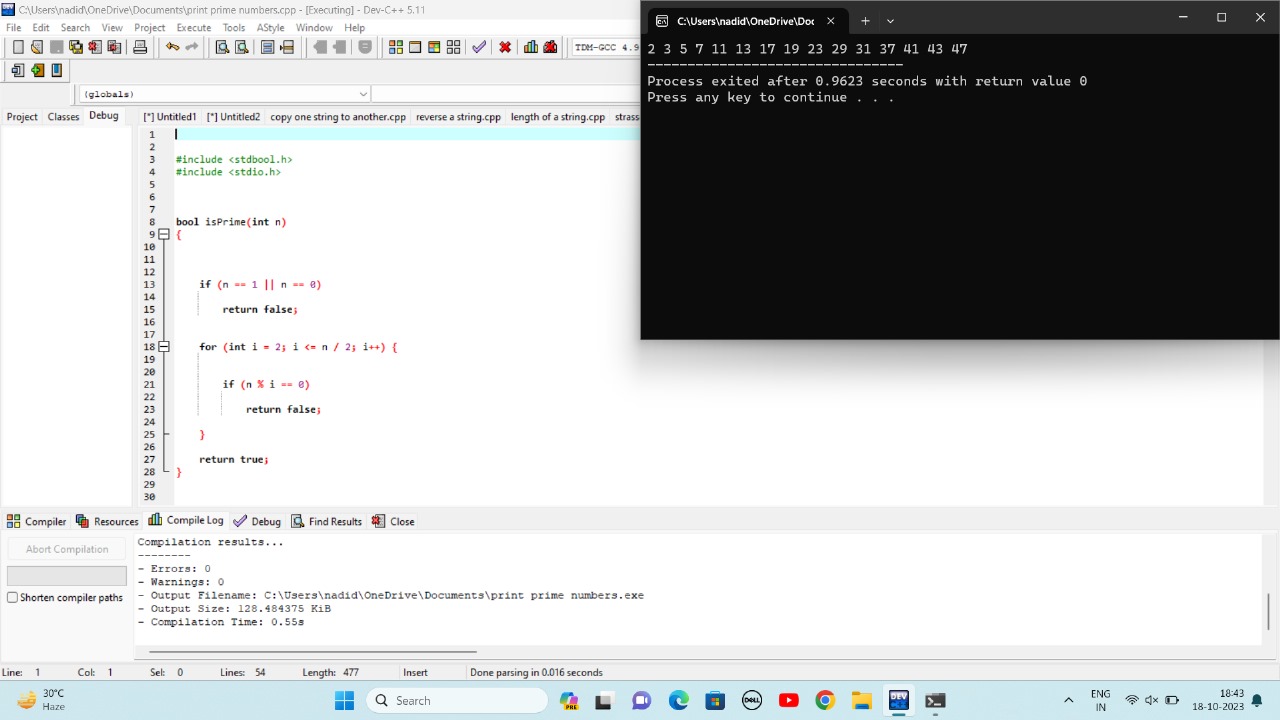 C:\Users\nadid\OneDrive\Documents\print prime numbers.cpp - [Executing] - Dev-C++ 5.11
File Edit Search View Project Execute Tools AStyle Window Help
TDM-GCC 4.9
(globals)
Project Classes Debug
[*] Untitled1 [*] Untitled2 copy one string to another.cpp reverse a string.cpp length of a string.cpp strass
1
2
3 #include <stdbool.h>
4 #include <stdio.h>
5
6
7
8 bool isPrime(int n)
9 {
10
11
12
13 if (n == 1 || n == 0)
14
15 return false;
16
17
18 for (int i = 2; i <= n / 2; i++) {
19
20
21 if (n % i == 0)
22
23 return false;
24
25 }
26
27 return true;
28 }
29
30
C:\Users\nadid\OneDrive\Doc
2 3 5 7 11 13 17 19 23 29 31 37 41 43 47
--------------------------------
Process exited after 0.9623 seconds with return value 0
Press any key to continue . . .
Compiler Resources Compile Log Debug Find Results Close
Abort Compilation
Shorten compiler paths
Compilation results...
--------
- Errors: 0
- Warnings: 0
- Output Filename: C:\Users\nadid\OneDrive\Documents\print prime numbers.exe
- Output Size: 128.484375 KiB
- Compilation Time: 0.55s
Line: 1 Col: 1 Sel: 0 Lines: 54 Length: 477 Insert Done parsing in 0.016 seconds
30°C
Haze
Search
PRE
DELL
DEV
ENG
IN
18:43
18-10-2023